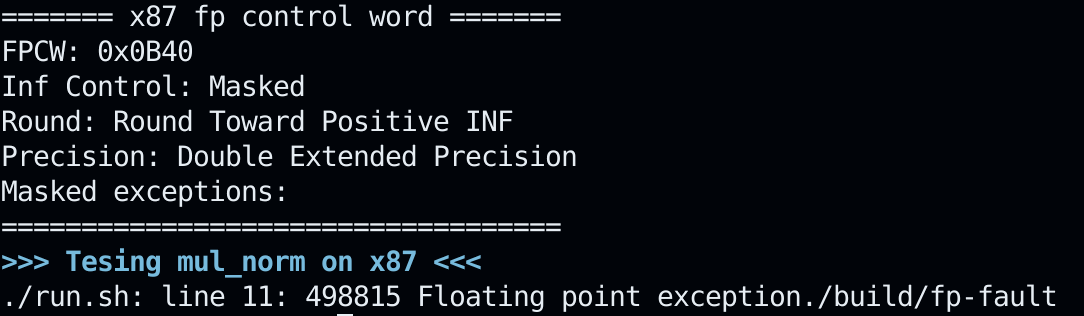 ======= x87 fp control word =======
FPCW: 0x0B40
Inf Control: Masked
Round: Round Toward Positive INF
Precision: Double Extended Precision
Masked exceptions:
===================================
>>> Tesing mul_norm on x87 <<<
./run.sh: line 11: 498815 Floating point exception./build/fp-fault